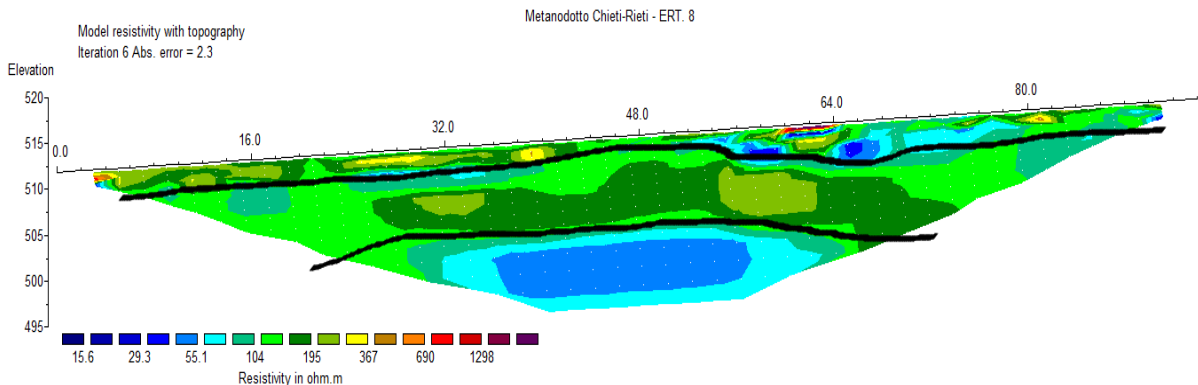 Metanodotto Chieti-Rieti - ERT. 8
Model resistivity with topography
Iteration 6 Abs. error = 2.3
Elevation
520
515
510
505
500
495
0.0 16.0 32.0 48.0 64.0 80.0
15.6 29.3 55.1 104 195 367 690 1298
Resistivity in ohm.m